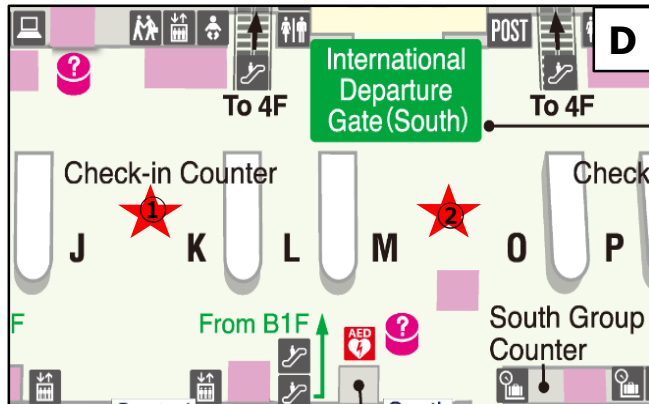 POST
D
To 4F
International
Departure
Gate(South)
To 4F
?
Check-in Counter
Check
①
②
J
K
L
M
O
P
F
From B1F
AED
?
South Group
Counter